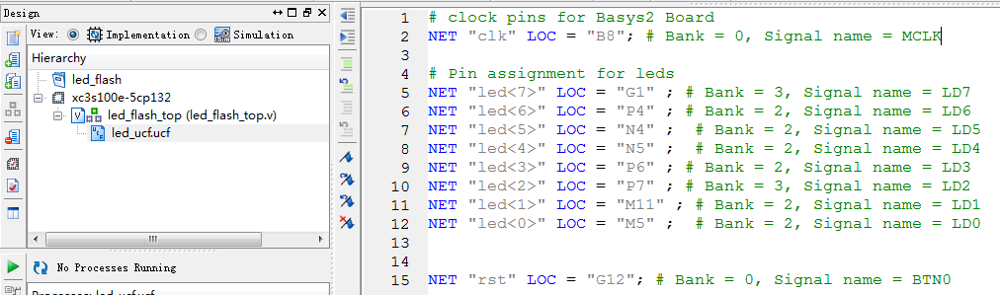 Design
View: Implementation Simulation
Hierarchy
led_flash
xc3s100e-5cp132
led_flash_top (led_flash_top.v)
led_ucf.ucf
No Processes Running
1 # clock pins for Basys2 Board
2 NET "clk" LOC = "B8"; # Bank = 0, Signal name = MCLK
3
4 # Pin assignment for leds
5 NET "led<7>" LOC = "G1" ; # Bank = 3, Signal name = LD7
6 NET "led<6>" LOC = "P4" ; # Bank = 2, Signal name = LD6
7 NET "led<5>" LOC = "N4" ;  # Bank = 2, Signal name = LD5
8 NET "led<4>" LOC = "N5" ;  # Bank = 2, Signal name = LD4
9 NET "led<3>" LOC = "P6" ; # Bank = 2, Signal name = LD3
10 NET "led<2>" LOC = "P7" ; # Bank = 3, Signal name = LD2
11 NET "led<1>" LOC = "M11" ; # Bank = 2, Signal name = LD1
12 NET "led<0>" LOC = "M5" ;  # Bank = 2, Signal name = LD0
13
14
15 NET "rst" LOC = "G12"; # Bank = 0, Signal name = BTN0